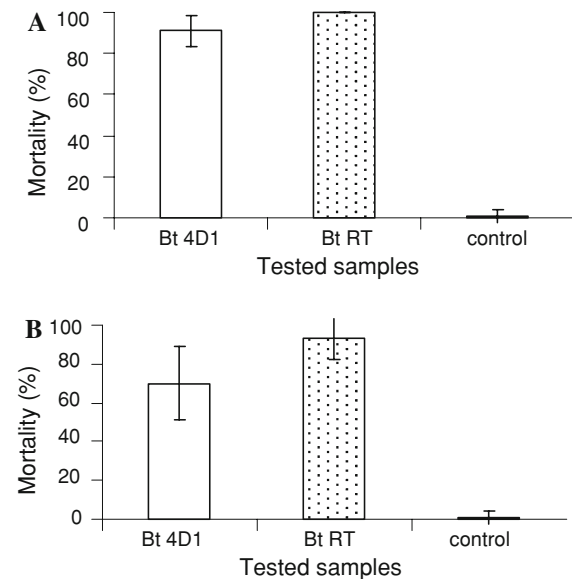 A
Mortality (%)
100
80
60
40
20
0
Bt 4D1 Bt RT control
Tested samples
B
Mortality (%)
100
80
60
40
20
0
Bt 4D1 Bt RT control
Tested samples